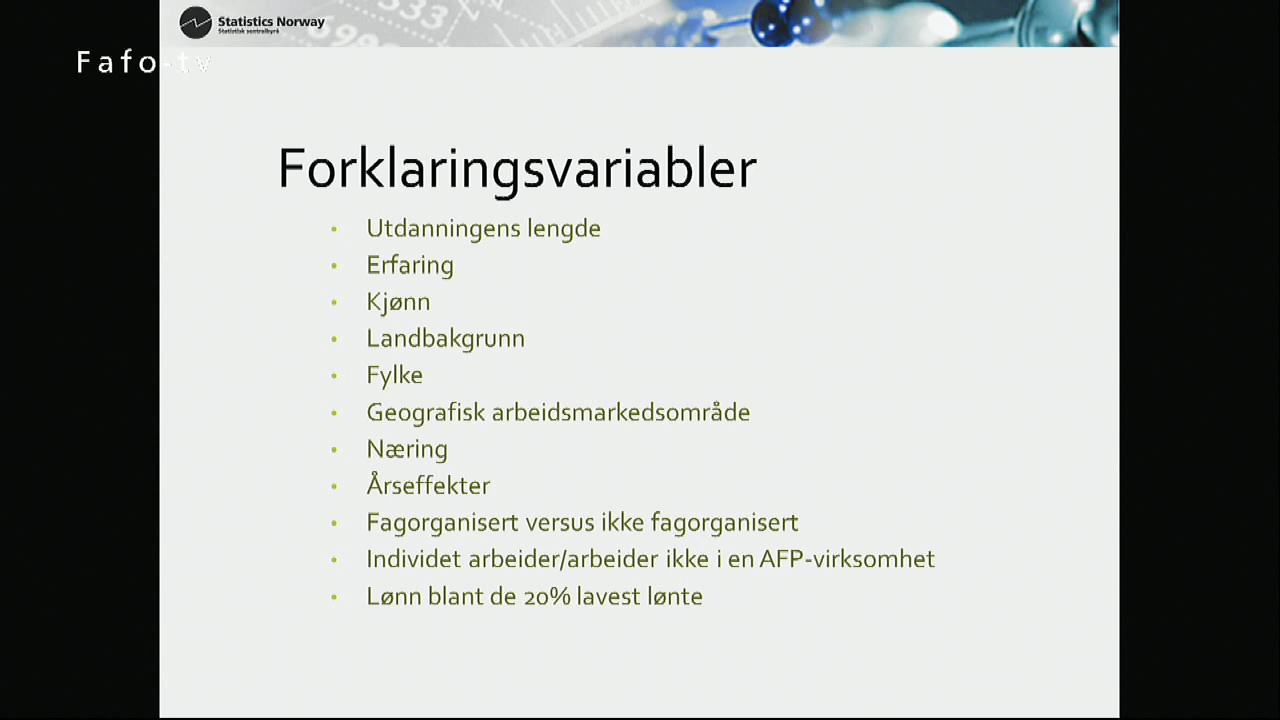 Statistics Norway
Statistisk sentralbyrå
Fafo-tv
Forklaringsvariabler
• Utdanningens lengde
• Erfaring
• Kjønn
• Landbakgrunn
• Fylke
• Geografisk arbeidsmarkedsområde
• Næring
• Årseffekter
• Fagorganisert versus ikke fagorganisert
• Individet arbeider/arbeider ikke i en AFP-virksomhet
• Lønn blant de 20% lavest lønte